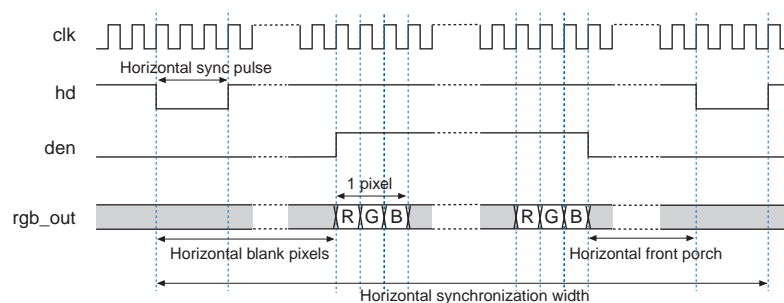 clk
Horizontal sync pulse
hd
den
1 pixel
rgb_out
R G B
R G B
Horizontal blank pixels
Horizontal front porch
Horizontal synchronization width